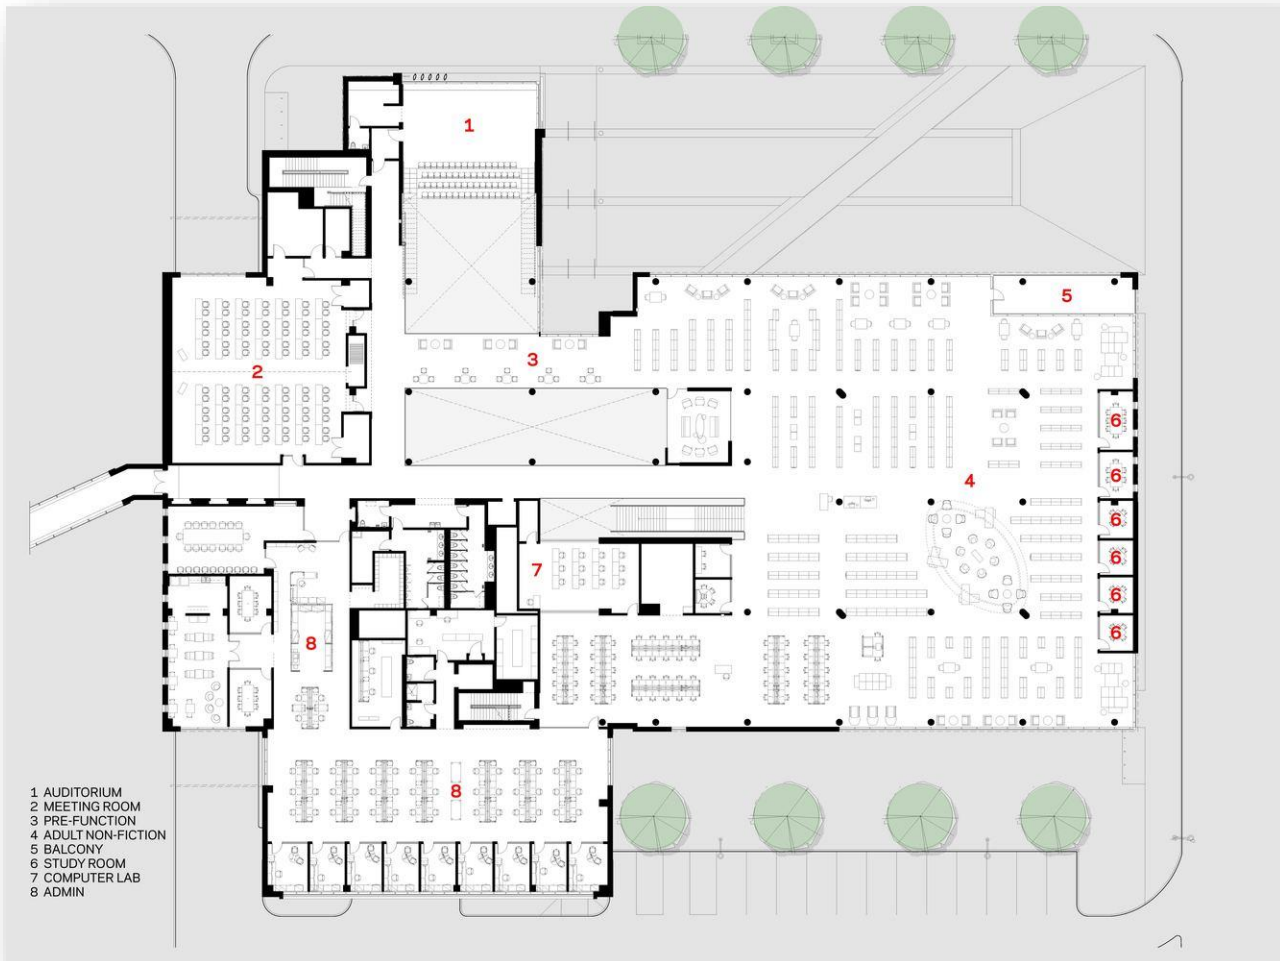 1
5
3
2
6
6
4
6
7
6
6
6
8
8
1 AUDITORIUM
2 MEETING ROOM
3 PRE-FUNCTION
4 ADULT NON-FICTION
5 BALCONY
6 STUDY ROOM
7 COMPUTER LAB
8 ADMIN